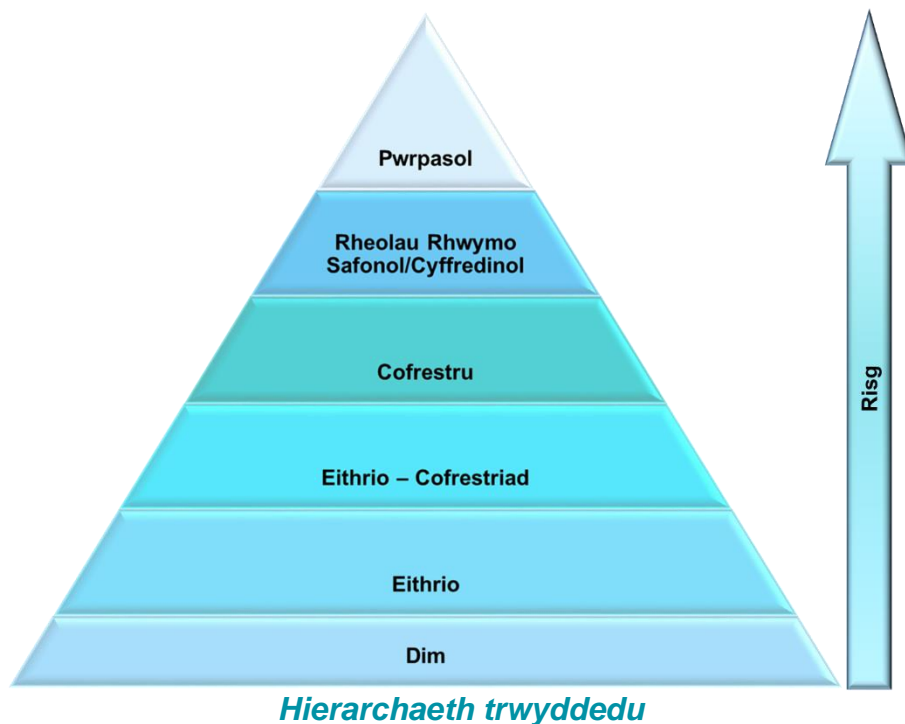 Pwrpasol
Rheolau Rhwymo
Safonol/Cyffredinol
Cofrestru
Eithrio – Cofrestriad
Eithrio
Dim
Risg
Hierarchaeth trwyddedu